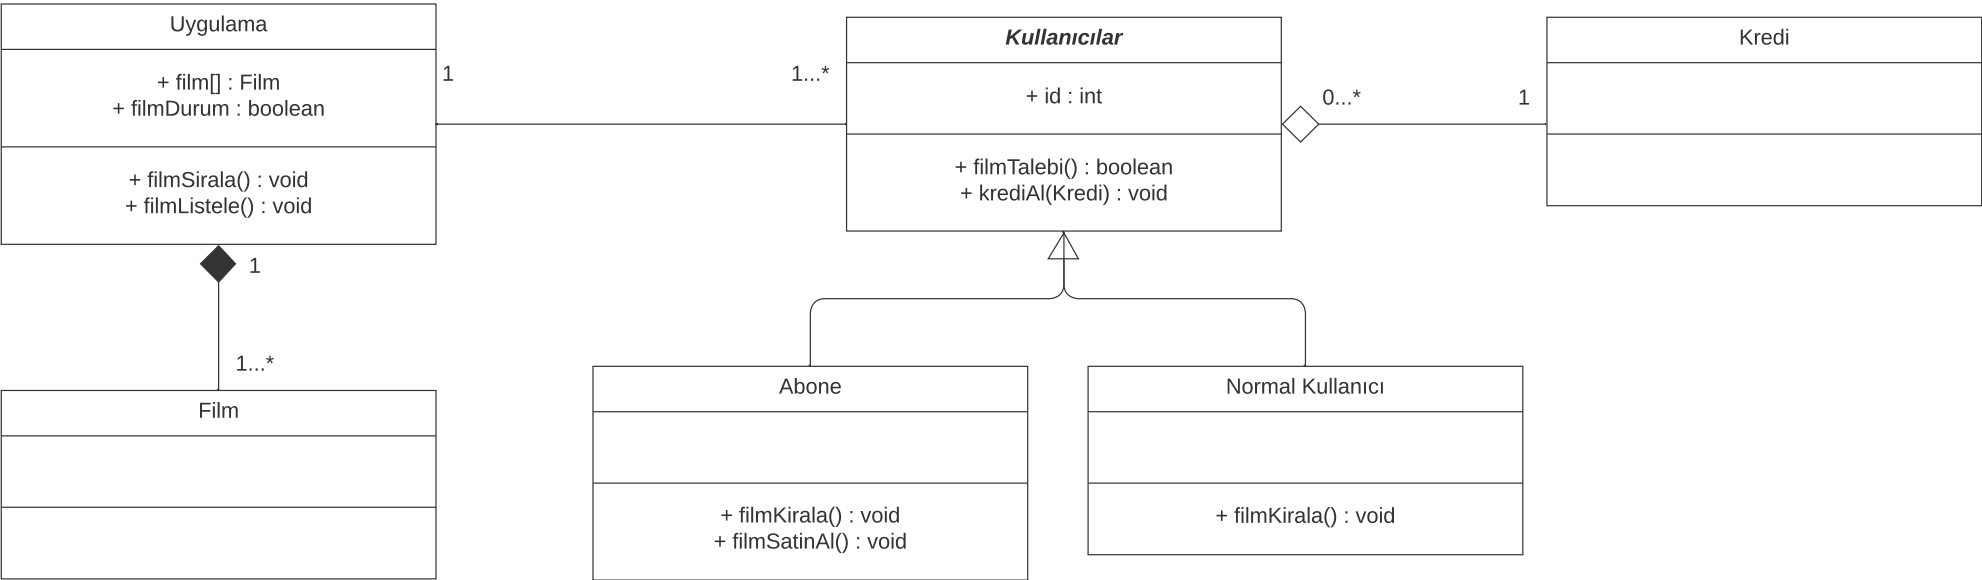 Uygulama
+ film[] : Film
+ filmDurum : boolean
+ filmSirala() : void
+ filmListele() : void
1
1...*
Kullanıcılar
+ id : int
+ filmTalebi() : boolean
+ krediAl(Kredi) : void
0...*
1
Kredi
1
1...*
Film
Abone
+ filmKirala() : void
+ filmSatinAl() : void
Normal Kullanıcı
+ filmKirala() : void